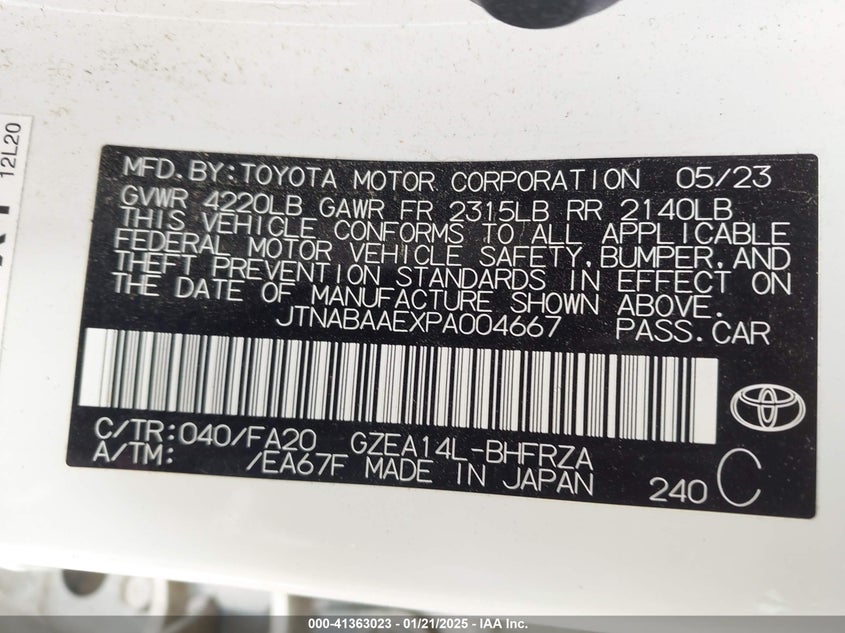 12L20
MFD.BY:TOYOTA MOTOR CORPORATION 05/23
GVWR 4220LB GAWR FR 2315LB RR 2140LB
THIS VEHICLE CONFORMS TO ALL APPLICABLE
FEDERAL MOTOR VEHICLE SAFETY,BUMPER,AND
THEFT PREVENTION STANDARDS IN EFFECT ON
THE DATE OF MANUFACTURE SHOWN ABOVE.
JTNABAAEXPA004667 PASS.CAR
C/TR:040/FA20 GZEA14L-BHFRZA
A/TM: /EA67F MADE IN JAPAN 240 C
000-41363023 - 01/21/2025 - IAA Inc.